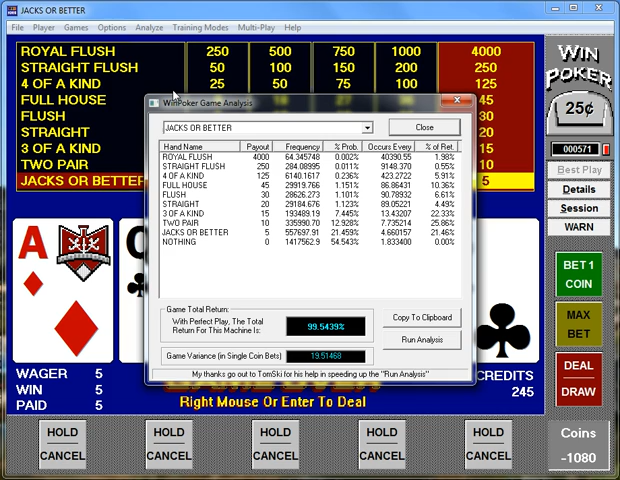 JACKS OR BETTER
File Player Games Options Analyze Training Modes Multi-Play Help
ROYAL FLUSH 250 500 750 1000 4000
STRAIGHT FLUSH 50 100 150 200 250
4 OF A KIND 25 50 75 100 125
FULL HOUSE 45
FLUSH 30
STRAIGHT 20
3 OF A KIND 15
TWO PAIR 10
JACKS OR BETTER 5
WIN
POKER
25¢
000571
Best Play
Details
Session
WARN
BET 1
COIN
MAX
BET
DEAL
DRAW
WinPoker Game Analysis
JACKS OR BETTER Close
Hand Name Payout Frequency % Prob. Occurs Every % of Ret.
ROYAL FLUSH 4000 64.345748 0.002% 40390.55 1.98%
STRAIGHT FLUSH 250 284.08995 0.011% 9148.370 0.55%
4 OF A KIND 125 6140.1617 0.236% 423.2722 5.91%
FULL HOUSE 45 29919.766 1.151% 86.86431 10.36%
FLUSH 30 28626.273 1.101% 90.78932 6.61%
STRAIGHT 20 29184.676 1.123% 89.05221 4.49%
3 OF A KIND 15 193489.19 7.445% 13.43207 22.33%
TWO PAIR 10 335990.70 12.928% 7.735214 25.86%
JACKS OR BETTER 5 557697.91 21.459% 4.660157 21.46%
NOTHING 0 1417562.9 54.543% 1.833400 0.00%
Game Total Return:
With Perfect Play, The Total
Return For This Machine Is:
99.5439%
Copy To Clipboard
Run Analysis
Game Variance (in Single Coin Bets) 19.51468
My thanks go out to TomSki for his help in speeding up the "Run Analysis"
A
WAGER 5
WIN 5
PAID 5
CREDITS
245
Right Mouse Or Enter To Deal
HOLD HOLD HOLD HOLD HOLD
CANCEL CANCEL CANCEL CANCEL CANCEL
Coins
-1080